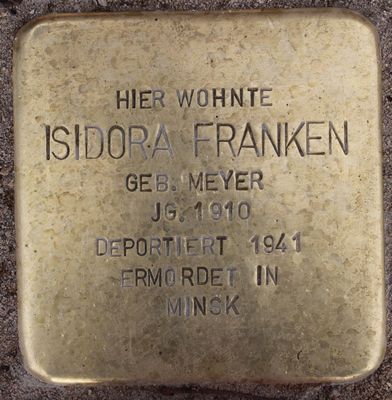 HIER WOHNTE
ISIDORA FRANKEN
GEB. MEYER
JG. 1910
DEPORTIERT 1941
ERMORDET IN
MINSK